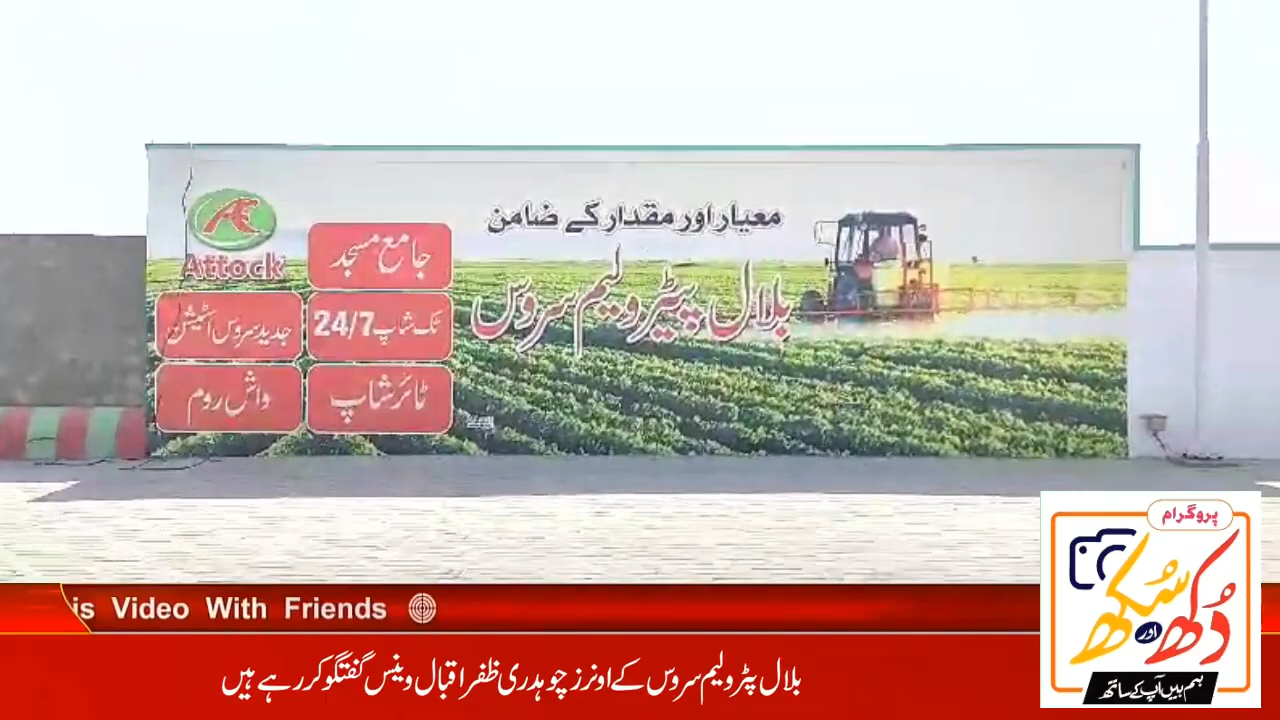 معیار اور مقدار کے ضامن
بلال پیٹرولیم سروس
Attock
جامع مسجد
ٹک شاپ 24/7
جدید سروس اسٹیشن
ٹائر شاپ
واش روم
پروگرام
دُکھ اور سُکھ
ہم ہیں آپ کے ساتھ
is Video With Friends
بلال پٹرولیم سروس کے اونرز چوہدری ظفر اقبال وینس گفتگو کر رہے ہیں